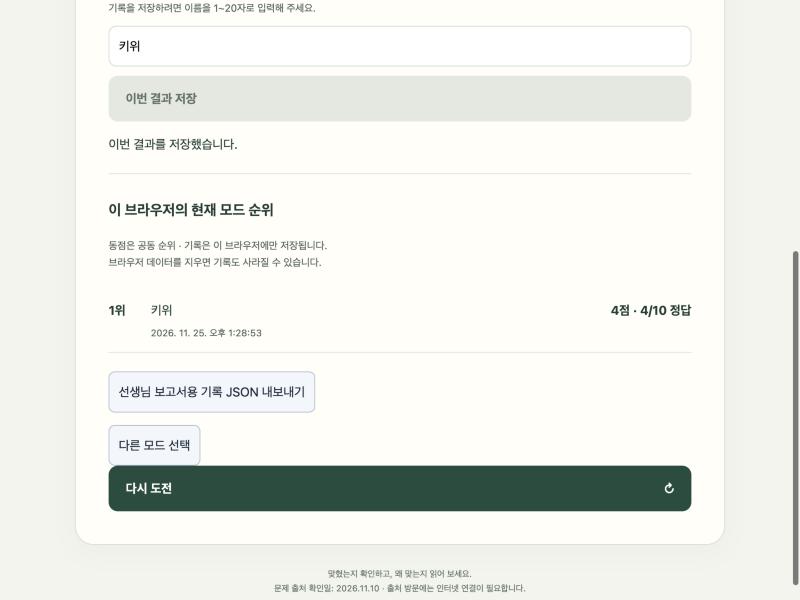 기록을 저장하려면 이름을 1~20자로 입력해 주세요.
키위
이번 결과 저장
이번 결과를 저장했습니다.
이 브라우저의 현재 모드 순위
동점은 공동 순위 · 기록은 이 브라우저에만 저장됩니다.
브라우저 데이터를 지우면 기록도 사라질 수 있습니다.
1위 키위 4점 · 4/10 정답
2026. 11. 25. 오후 1:28:53
선생님 보고서용 기록 JSON 내보내기
다른 모드 선택
다시 도전 ↻
맞혔는지 확인하고, 왜 맞는지 읽어 보세요.
문제 출처 확인일: 2026.11.10 · 출처 방문에는 인터넷 연결이 필요합니다.